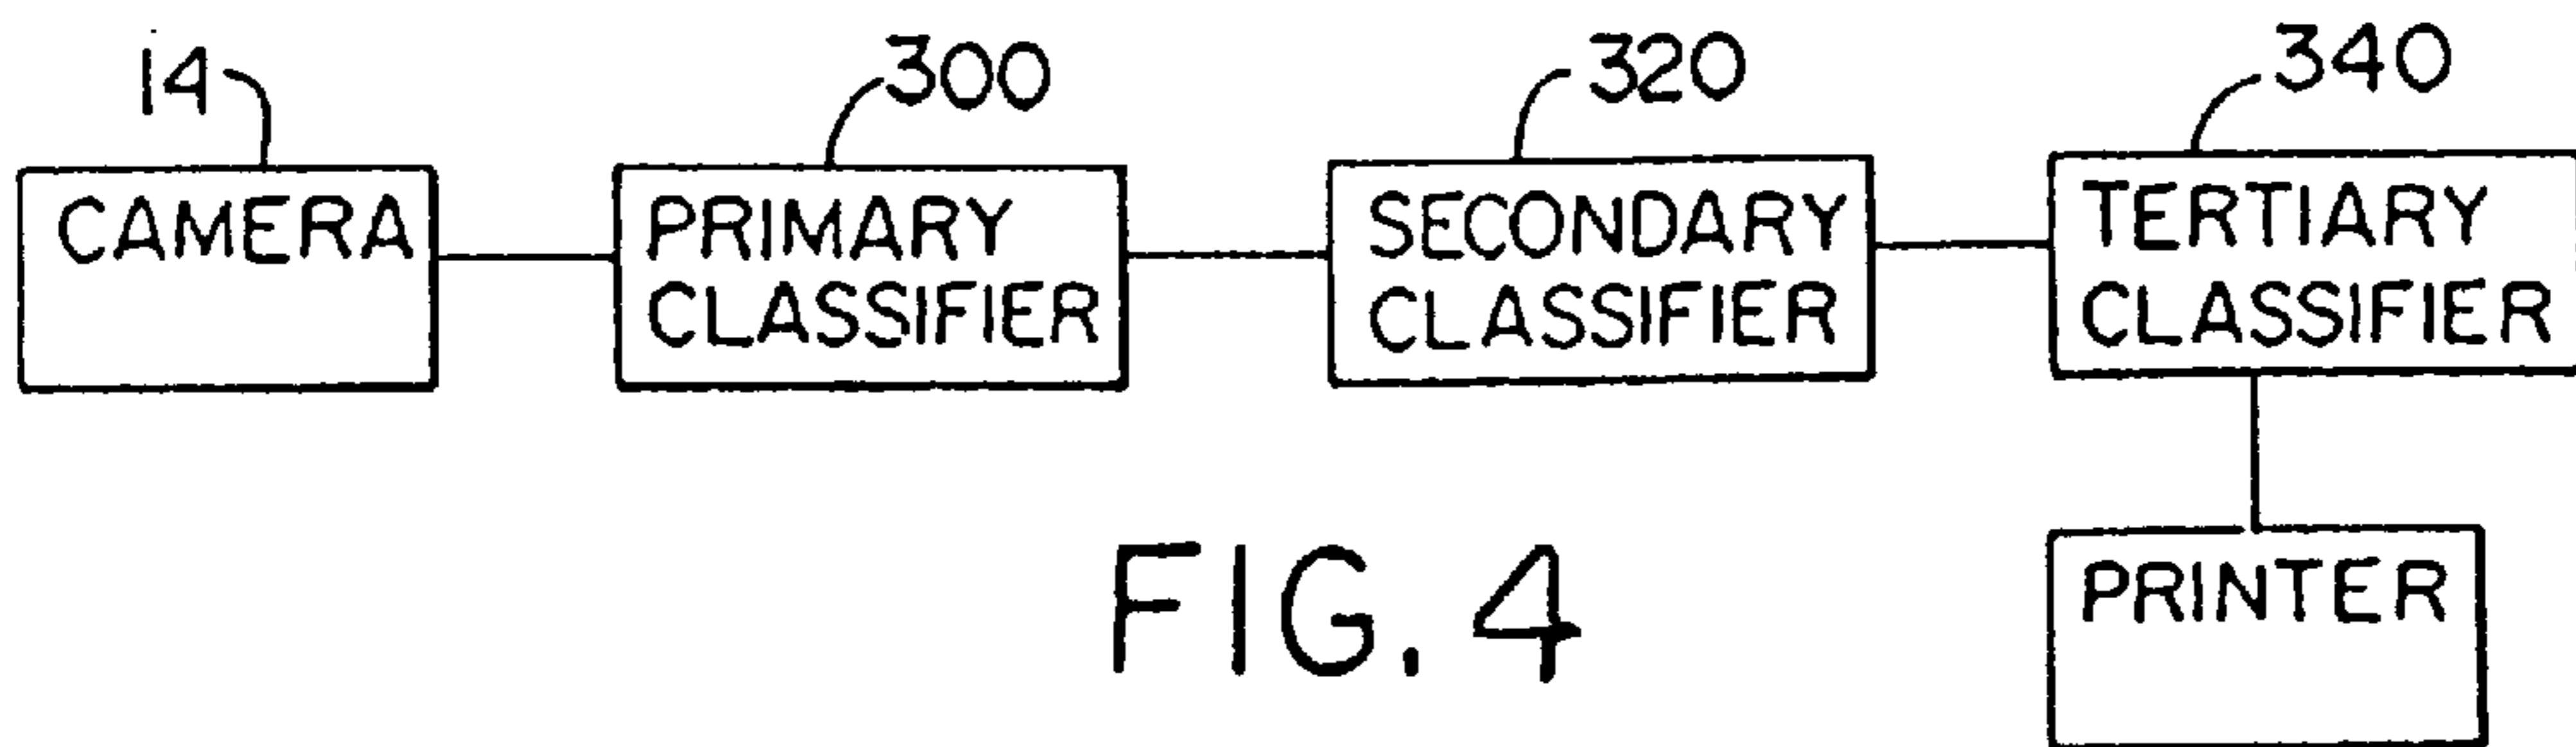 14
300
320
340
CAMERA
PRIMARY
CLASSIFIER
SECONDARY
CLASSIFIER
TERTIARY
CLASSIFIER
PRINTER
FIG. 4